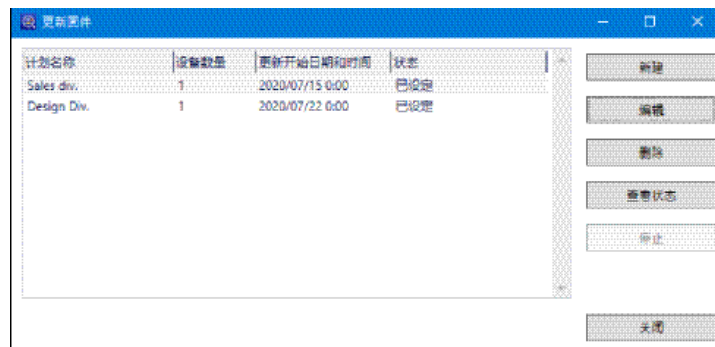 更新固件
计划名称 设备数量 更新开始日期和时间 状态
Sales div. 1 2020/07/15 0:00 已设定
Design Div. 1 2020/07/22 0:00 已设定
新建
编辑
删除
查看状态
停止
关闭